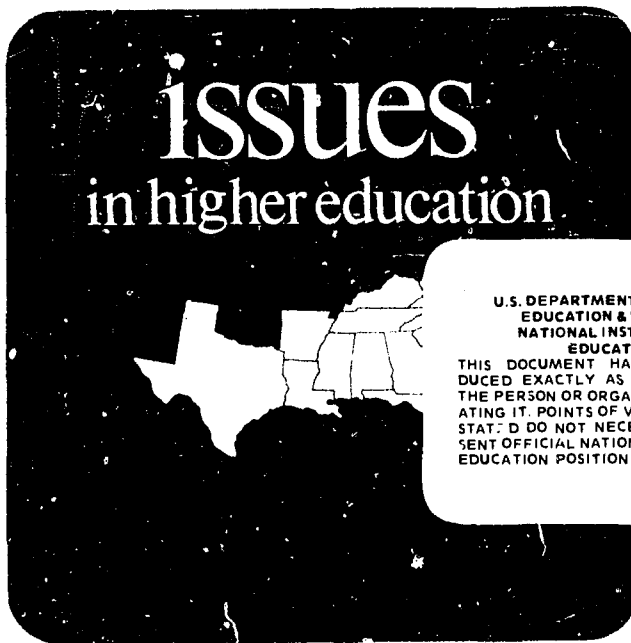 issues
in higher education
U.S. DEPARTMENT
EDUCATION &
NATIONAL INST
EDUCAT
THIS DOCUMENT HA
DUCED EXACTLY AS
THE PERSON OR ORGA
ATING IT. POINTS OF V
STAT. D DO NOT NECE
SENT OFFICIAL NATION
EDUCATION POSITION